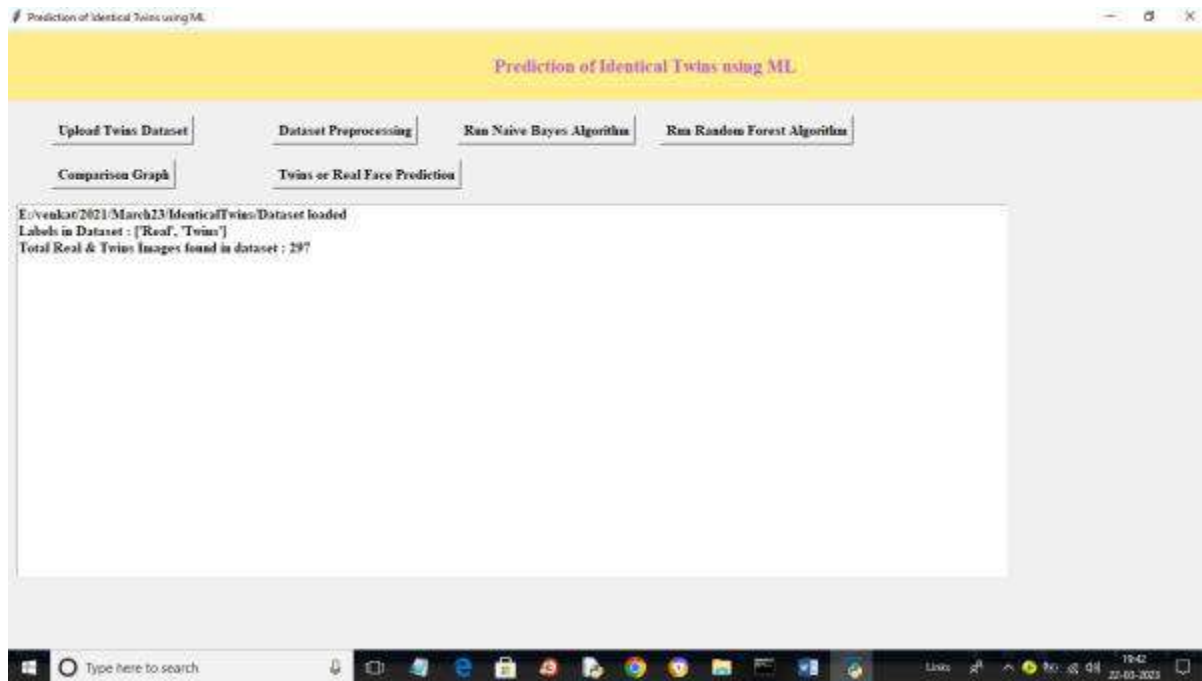 Prediction of Identical Twins using ML
Prediction of Identical Twins using ML
Upload Twins Dataset
Dataset Preprocessing
Run Naive Bayes Algorithm
Run Random Forest Algorithm
Comparison Graph
Twins or Real Face Prediction
E:/venkat/2021/March23/IdenticalTwins/Dataset loaded
Labels in Dataset : ['Real', 'Twins']
Total Real & Twins Images found in dataset : 297
Type here to search
Links
19:42
22-03-2023